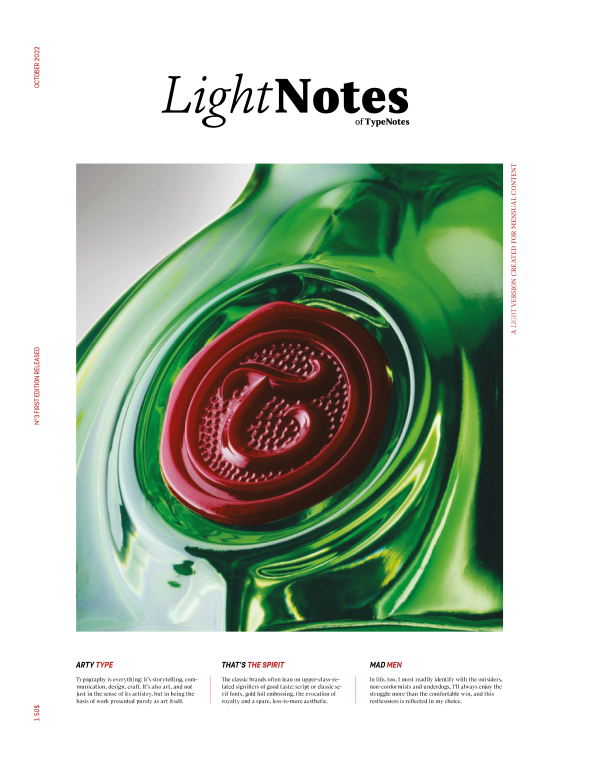 OCTOBER 2022
LightNotes
of TypeNotes
A LIGHT VERSION CREATED FOR MENSUAL CONTENT
N°3 FIRST EDITION RELEASED
ARTY TYPE
Typography is everything: it's storytelling, com-
munication, design, craft. It's also art, and not
just in the sense of its artistry, but in being the
basis of work presented purely as art itself.
THAT'S THE SPIRIT
The classic brands often lean on upper-class-re-
lated signifiers of good taste: script or classic se-
rif fonts, gold foil embossing, the evocation of
royalty and a spare, less-is-more aesthetic.
MAD MEN
In life, too, I most readily identify with the outsiders,
non-conformists and underdogs. I'll always enjoy the
struggle more than the comfortable win, and this
restlessness is reflected in my choice.
1.50$